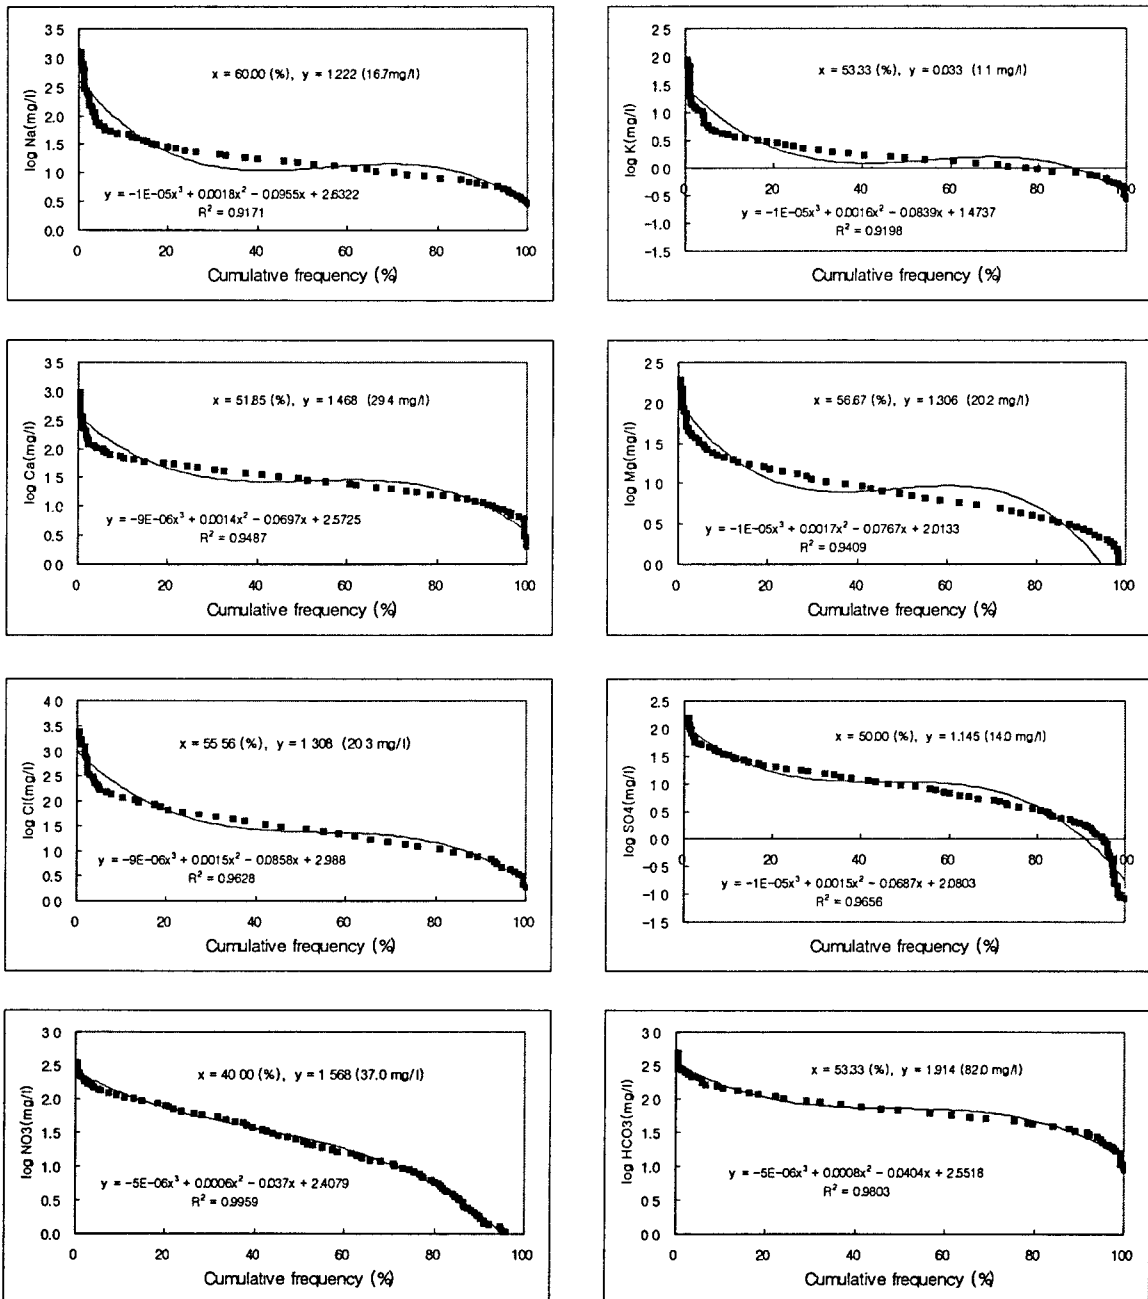 x = 60.00 (%), y = 1.222 (16.7mg/l)
log Na(mg/l)
3.5
3.0
2.5
2.0
1.5
1.0
0.5
0.0
y = -1E-05x³ + 0.0018x² - 0.0955x + 2.6322
R² = 0.9171
0 20 40 60 80 100
Cumulative frequency (%)
x = 53.33 (%), y = 0.033 (1.1 mg/l)
log K(mg/l)
2.5
2.0
1.5
1.0
0.5
0.0
-0.5
-1.0
-1.5
0 20 40 60 80 100
y = -1E-05x³ + 0.0016x² - 0.0839x + 1.4737
R² = 0.9198
Cumulative frequency (%)
x = 51.85 (%), y = 1.468 (29.4 mg/l)
log Ca(mg/l)
3.5
3.0
2.5
2.0
1.5
1.0
0.5
0.0
y = -9E-06x³ + 0.0014x² - 0.0697x + 2.5725
R² = 0.9487
0 20 40 60 80 100
Cumulative frequency (%)
x = 56.67 (%), y = 1.306 (20.2 mg/l)
log Mg(mg/l)
2.5
2.0
1.5
1.0
0.5
0.0
y = -1E-05x³ + 0.0017x² - 0.0767x + 2.0133
R² = 0.9409
0 20 40 60 80 100
Cumulative frequency (%)
x = 55.56 (%), y = 1.308 (20.3 mg/l)
log Cl(mg/l)
4.0
3.5
3.0
2.5
2.0
1.5
1.0
0.5
0.0
y = -9E-06x³ + 0.0015x² - 0.0858x + 2.988
R² = 0.9628
0 20 40 60 80 100
Cumulative frequency (%)
x = 50.00 (%), y = 1.145 (14.0 mg/l)
log SO4(mg/l)
2.5
2.0
1.5
1.0
0.5
0.0
-0.5
-1.0
-1.5
0 20 40 60 80 100
y = -1E-05x³ + 0.0015x² - 0.0687x + 2.0803
R² = 0.9656
Cumulative frequency (%)
x = 40.00 (%), y = 1.568 (37.0 mg/l)
log NO3(mg/l)
3.0
2.5
2.0
1.5
1.0
0.5
0.0
y = -5E-06x³ + 0.0006x² - 0.037x + 2.4079
R² = 0.9959
0 20 40 60 80 100
Cumulative frequency (%)
x = 53.33 (%), y = 1.914 (82.0 mg/l)
log HCO3(mg/l)
3.0
2.5
2.0
1.5
1.0
0.5
0.0
y = -5E-06x³ + 0.0008x² - 0.0404x + 2.5518
R² = 0.9803
0 20 40 60 80 100
Cumulative frequency (%)